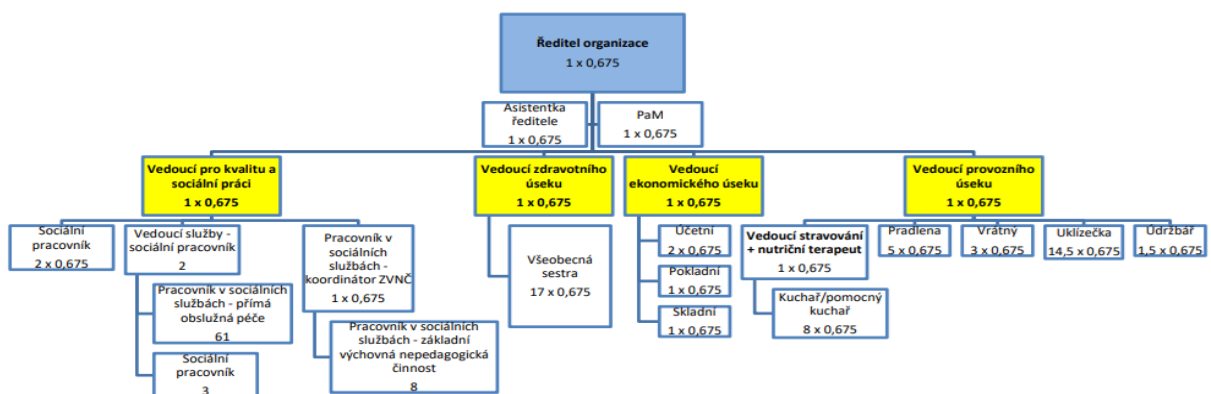 Ředitel organizace
1 x 0,675
Asistentka
ředitele
1 x 0,675
PaM
1 x 0,675
Vedoucí pro kvalitu a
sociální práci
1 x 0,675
Vedoucí zdravotního
úseku
1 x 0,675
Vedoucí
ekonomického úseku
1 x 0,675
Vedoucí provozního
úseku
1 x 0,675
Sociální
pracovník
2 x 0,675
Vedoucí služby -
sociální pracovník
2
Pracovník v sociálních
službách - přímá
obslužná péče
61
Sociální
pracovník
3
Pracovník v
sociálních
službách -
koordinátor ZVNČ
1 x 0,675
Pracovník v sociálních
službách - základní
výchovná nepedagogická
činnost
8
Všeobecná
sestra
17 x 0,675
Účetní
2 x 0,675
Pokladní
1 x 0,675
Skladní
1 x 0,675
Vedoucí stravování
+ nutriční terapeut
1 x 0,675
Kuchař/pomocný
kuchař
8 x 0,675
Pradlena
5 x 0,675
Vrátný
3 x 0,675
Uklízečka
14,5 x 0,675
Údržbář
1,5 x 0,675